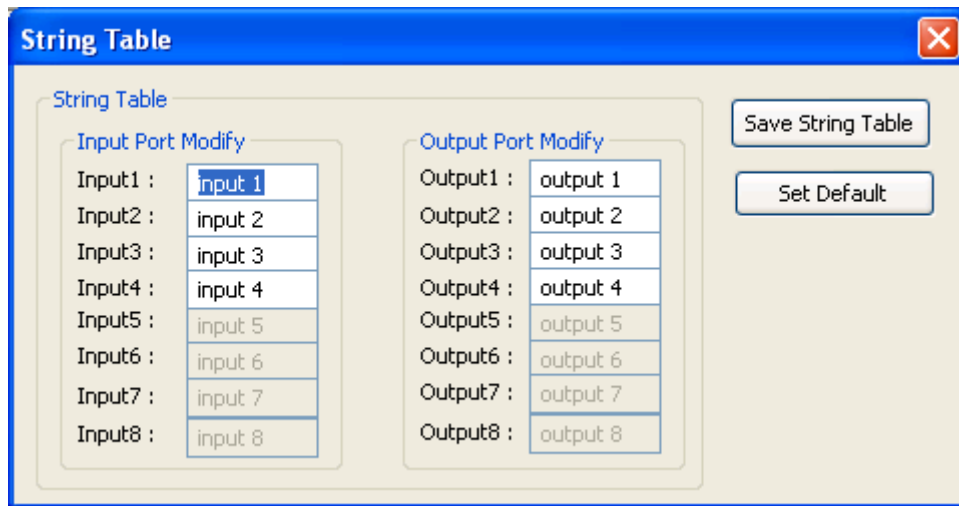 String Table
String Table
Input Port Modify
Input1 : input 1
Input2 : input 2
Input3 : input 3
Input4 : input 4
Input5 : input 5
Input6 : input 6
Input7 : input 7
Input8 : input 8
Output Port Modify
Output1 : output 1
Output2 : output 2
Output3 : output 3
Output4 : output 4
Output5 : output 5
Output6 : output 6
Output7 : output 7
Output8 : output 8
Save String Table
Set Default